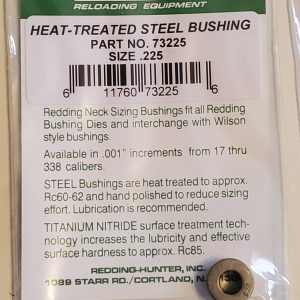 RELOADING EQUIPMENT
HEAT-TREATED STEEL BUSHING
PART NO. 73225
SIZE .225
6 11760 73225 6
Redding Neck Sizing Bushings fit all Redding
Bushing Dies and interchange with Wilson
style bushings.
Available in .001" increments from 17 thru
338 calibers.
STEEL Bushings are heat treated to approx.
Rc60-62 and hand polished to reduce sizing
effort. Lubrication is recommended.
TITANIUM NITRIDE surface treatment tech-
nology increases the lubricity and effective
surface hardness to approx. Rc85.
REDDING-HUNTER, INC.
1089 STARR RD./CORTLAND, N.